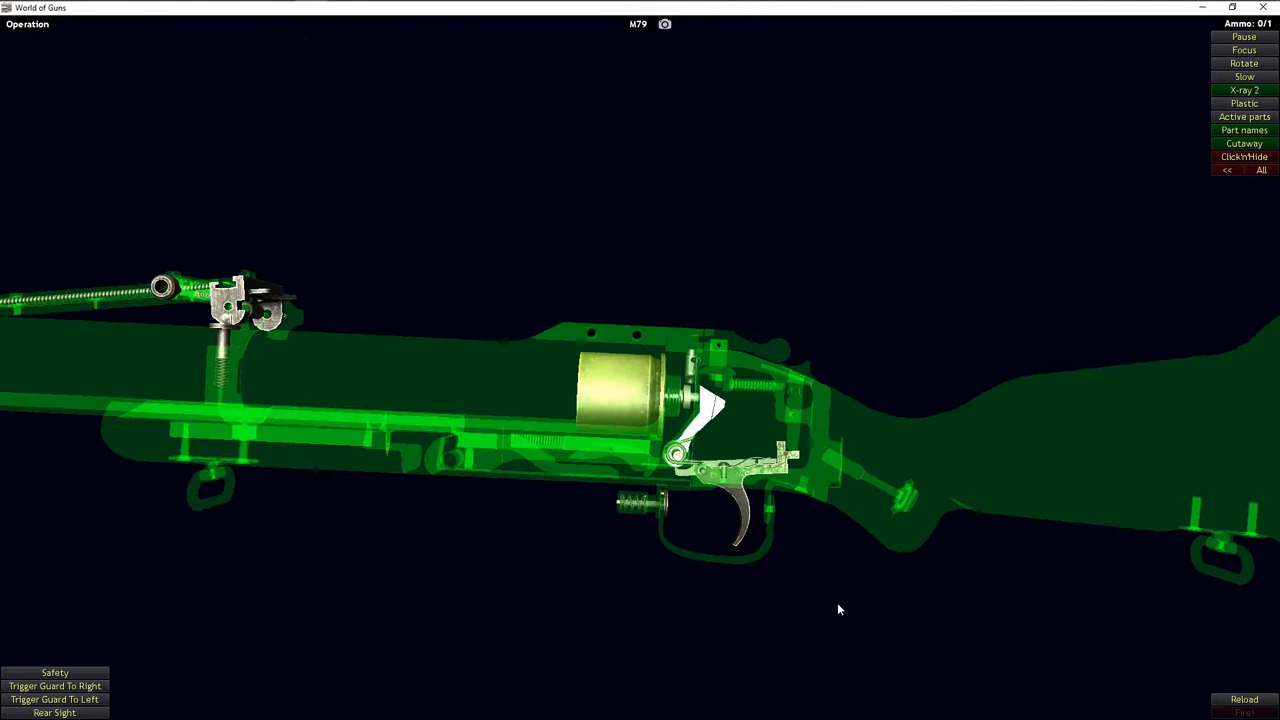 World of Guns
Operation
M79
Ammo: 0/1
Pause
Focus
Rotate
Slow
X-ray 2
Plastic
Active parts
Part names
Cutaway
Click'n'Hide
<< All
Safety
Trigger Guard To Right
Trigger Guard To Left
Rear Sight
Reload
Fire!